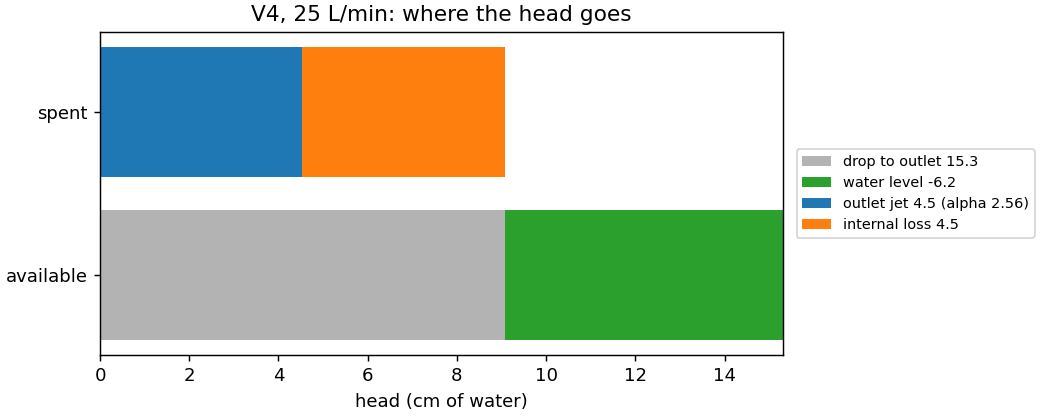 V4, 25 L/min: where the head goes
spent
available
0 2 4 6 8 10 12 14
head (cm of water)
drop to outlet 15.3
water level -6.2
outlet jet 4.5 (alpha 2.56)
internal loss 4.5